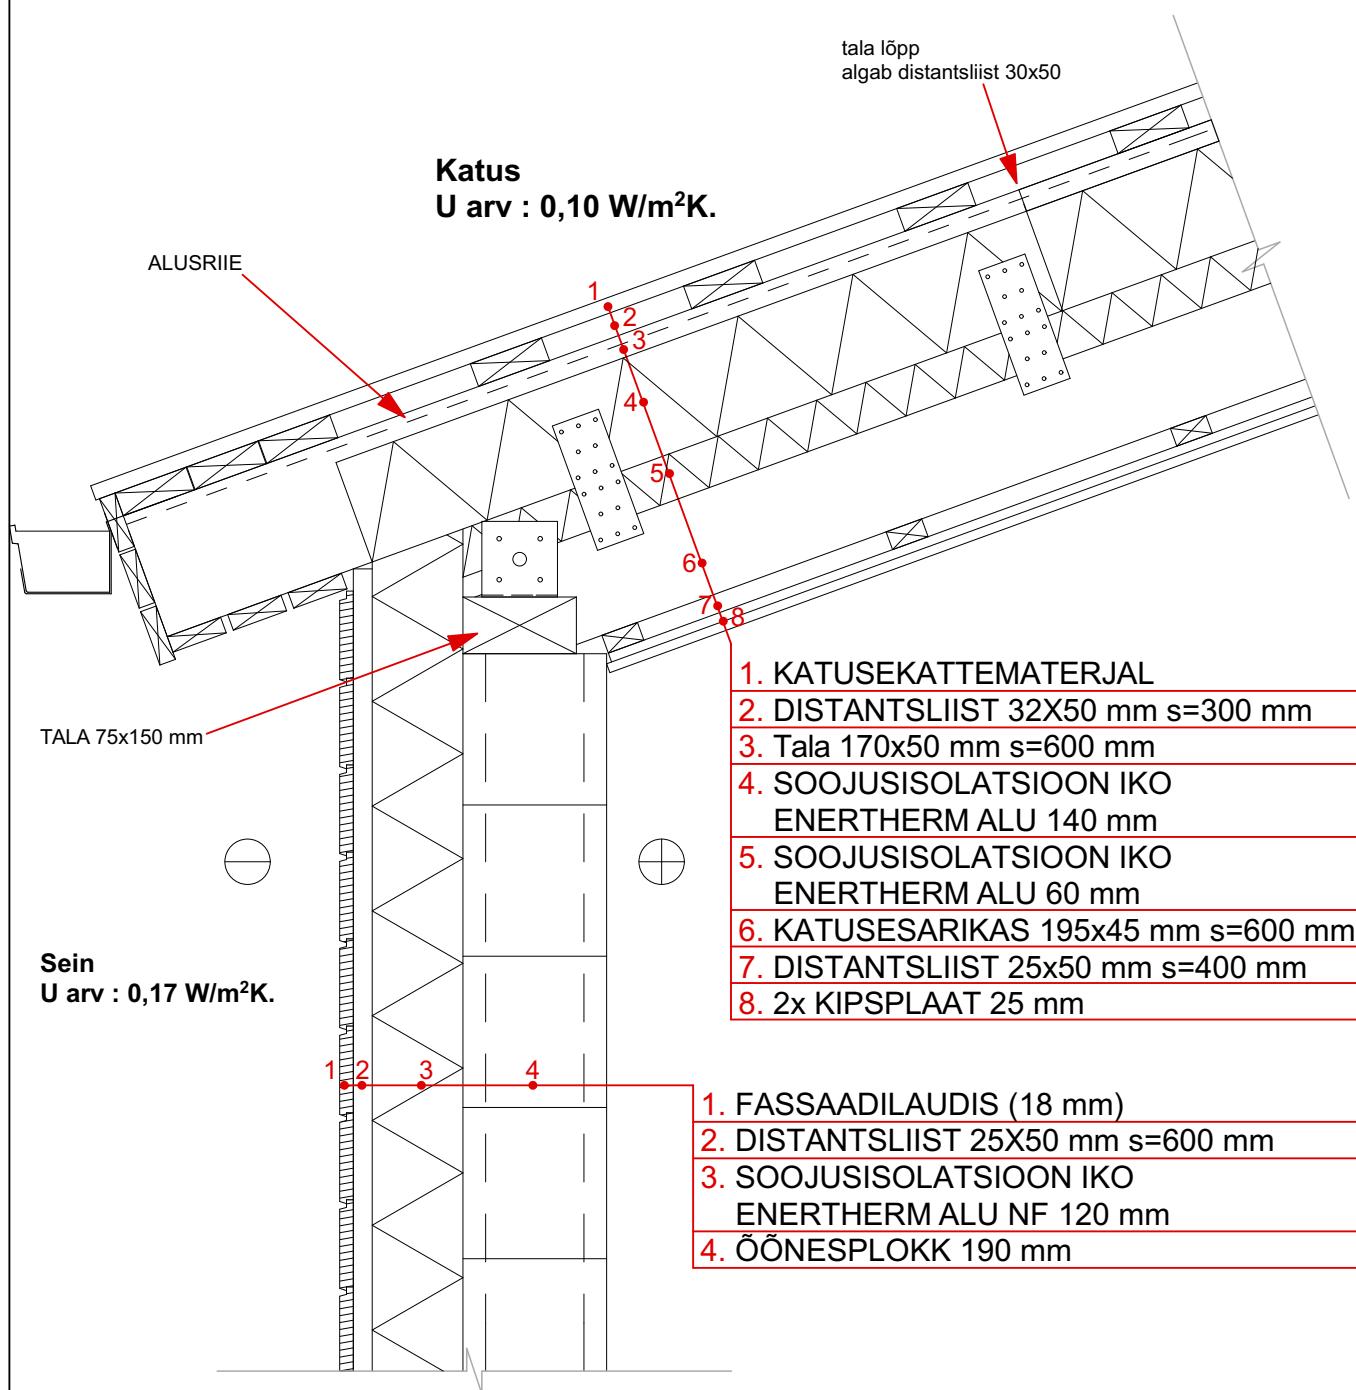 tala lõpp
algab distantsliist 30x50
Katus
U arv : 0,10 W/m²K.
ALUSRIIE
1
2
3
4
5
6
7
8
1. KATUSEKATTEMATERJAL
2. DISTANTSLIIST 32X50 mm s=300 mm
3. Tala 170x50 mm s=600 mm
4. SOOJUSISOLATSIOON IKO
ENERTHERM ALU 140 mm
5. SOOJUSISOLATSIOON IKO
ENERTHERM ALU 60 mm
6. KATUSESARIKAS 195x45 mm s=600 mm
7. DISTANTSLIIST 25x50 mm s=400 mm
8. 2x KIPSPLAAT 25 mm
TALA 75x150 mm
Sein
U arv : 0,17 W/m²K.
1 2 3 4
1. FASSAADILAUDIS (18 mm)
2. DISTANTSLIIST 25X50 mm s=600 mm
3. SOOJUSISOLATSIOON IKO
ENERTHERM ALU NF 120 mm
4. ÕÕNESPLOKK 190 mm